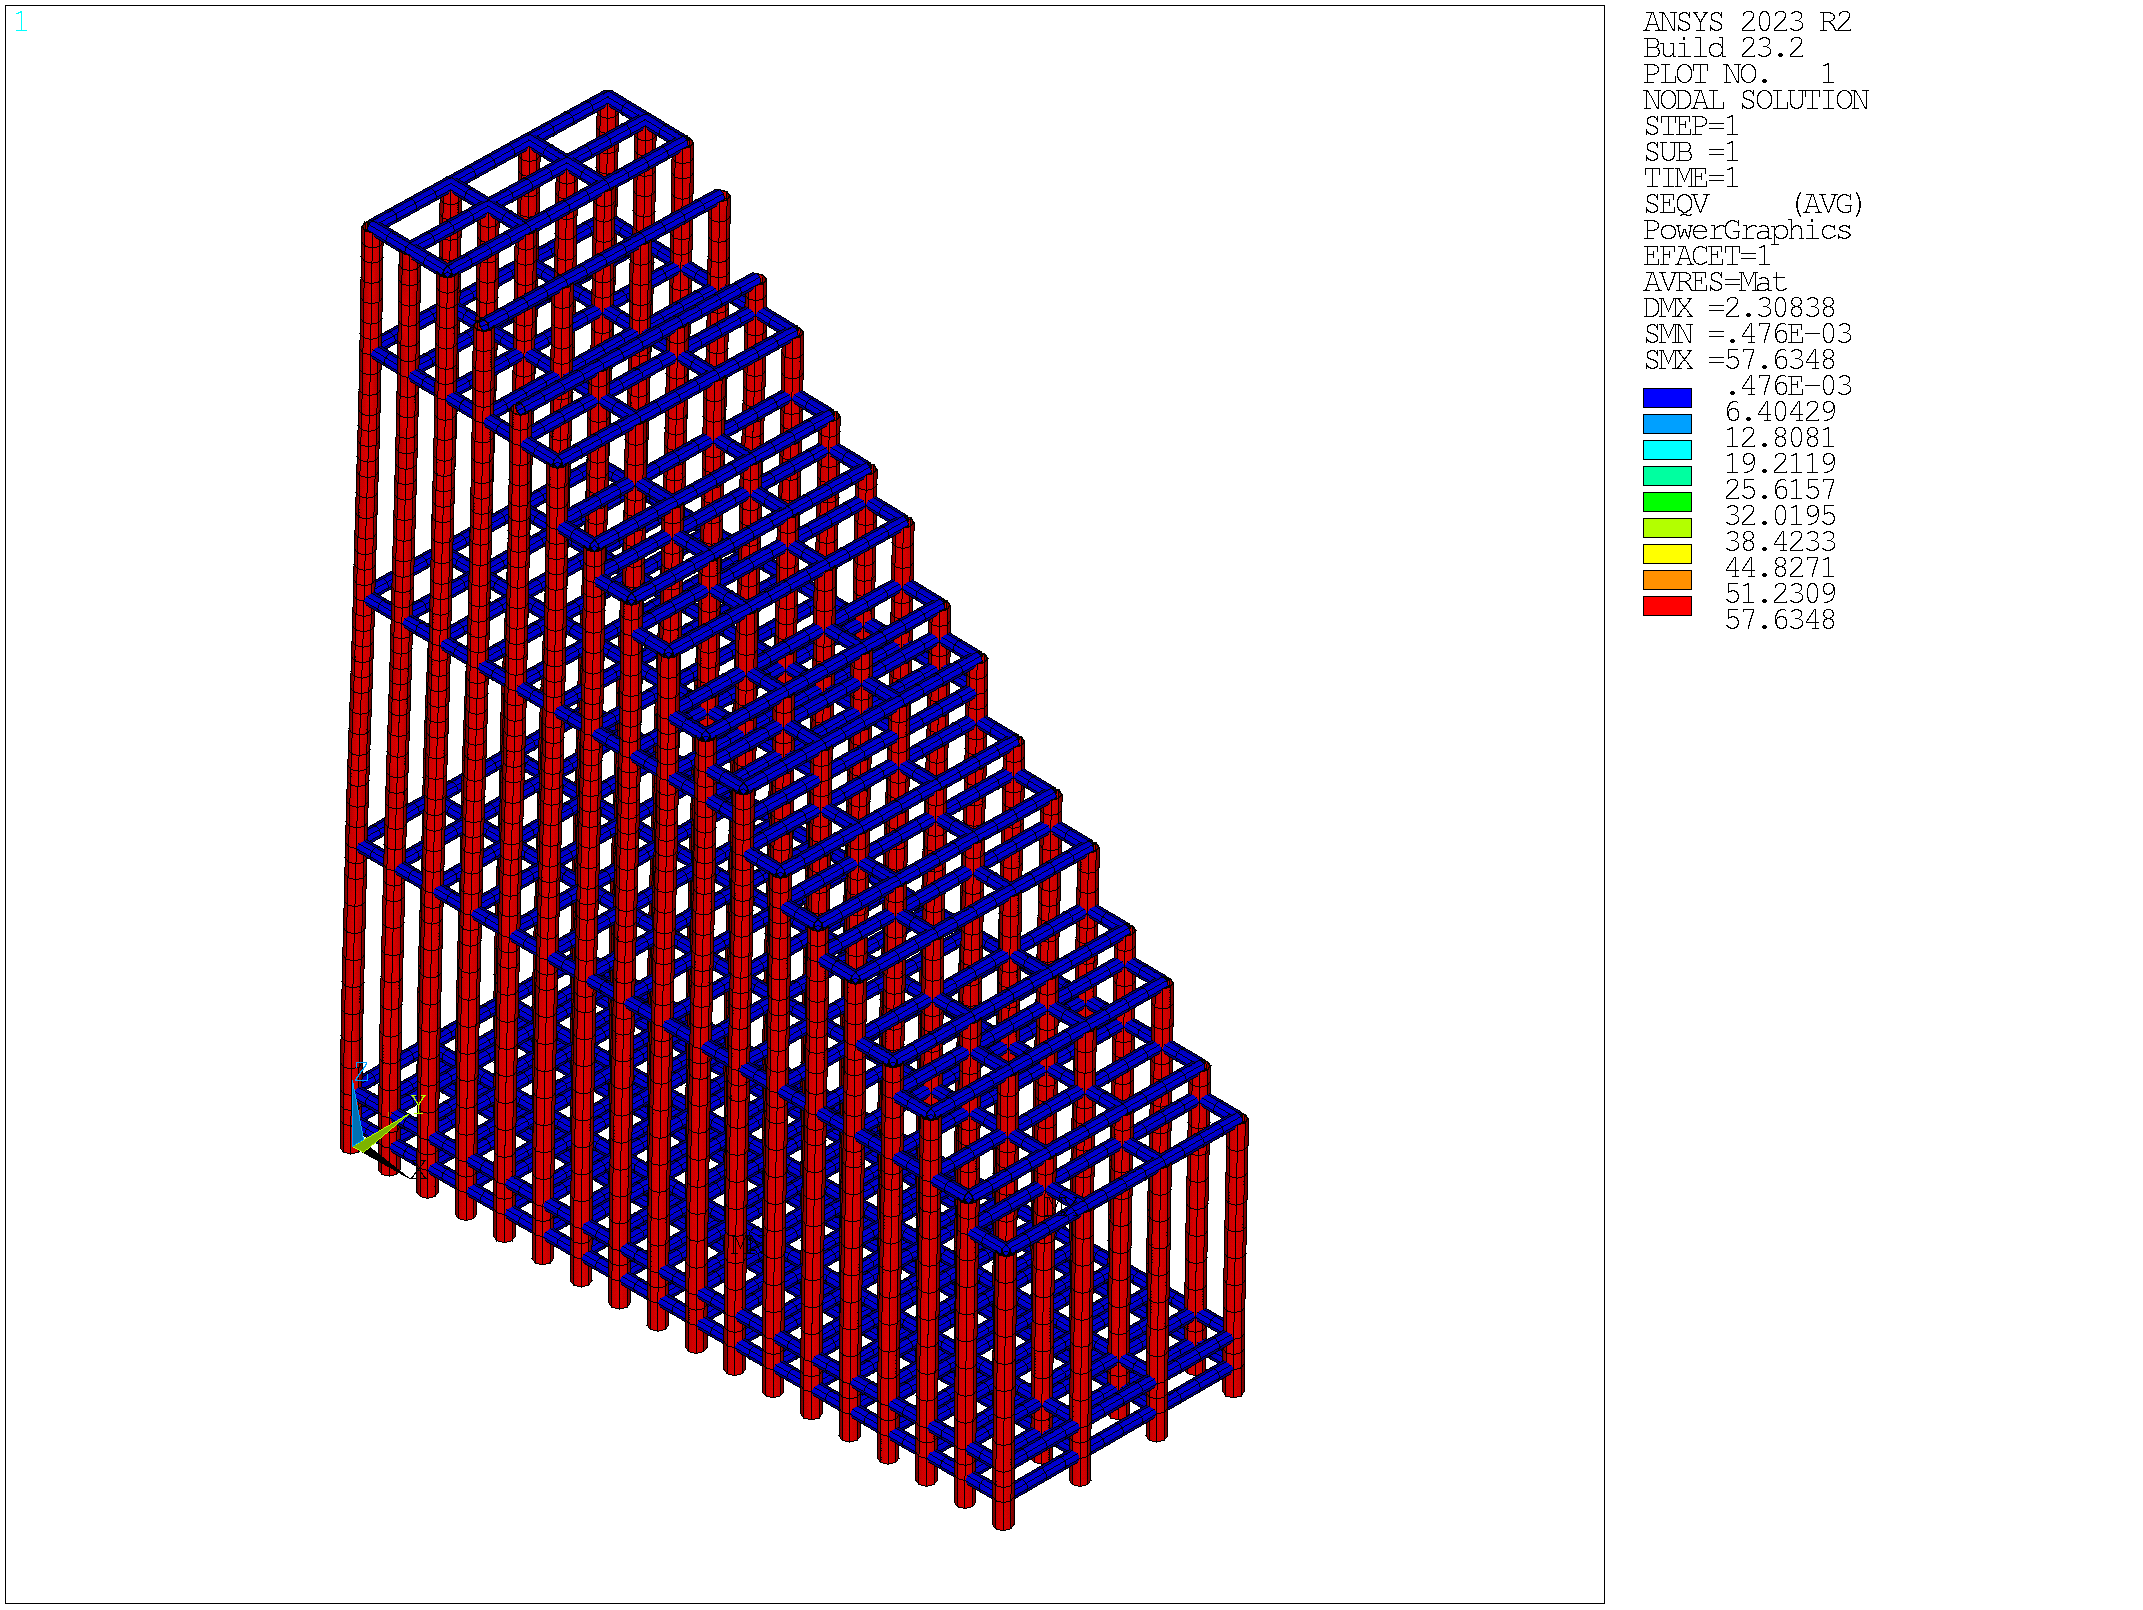 1
ANSYS 2023 R2
Build 23.2
PLOT NO.   1
NODAL SOLUTION
STEP=1
SUB =1
TIME=1
SEQV     (AVG)
PowerGraphics
EFACET=1
AVRES=Mat
DMX =2.30838
SMN =.476E-03
SMX =57.6348
.476E-03
6.40429
12.8081
19.2119
25.6157
32.0195
38.4233
44.8271
51.2309
57.6348
Z
Y
X